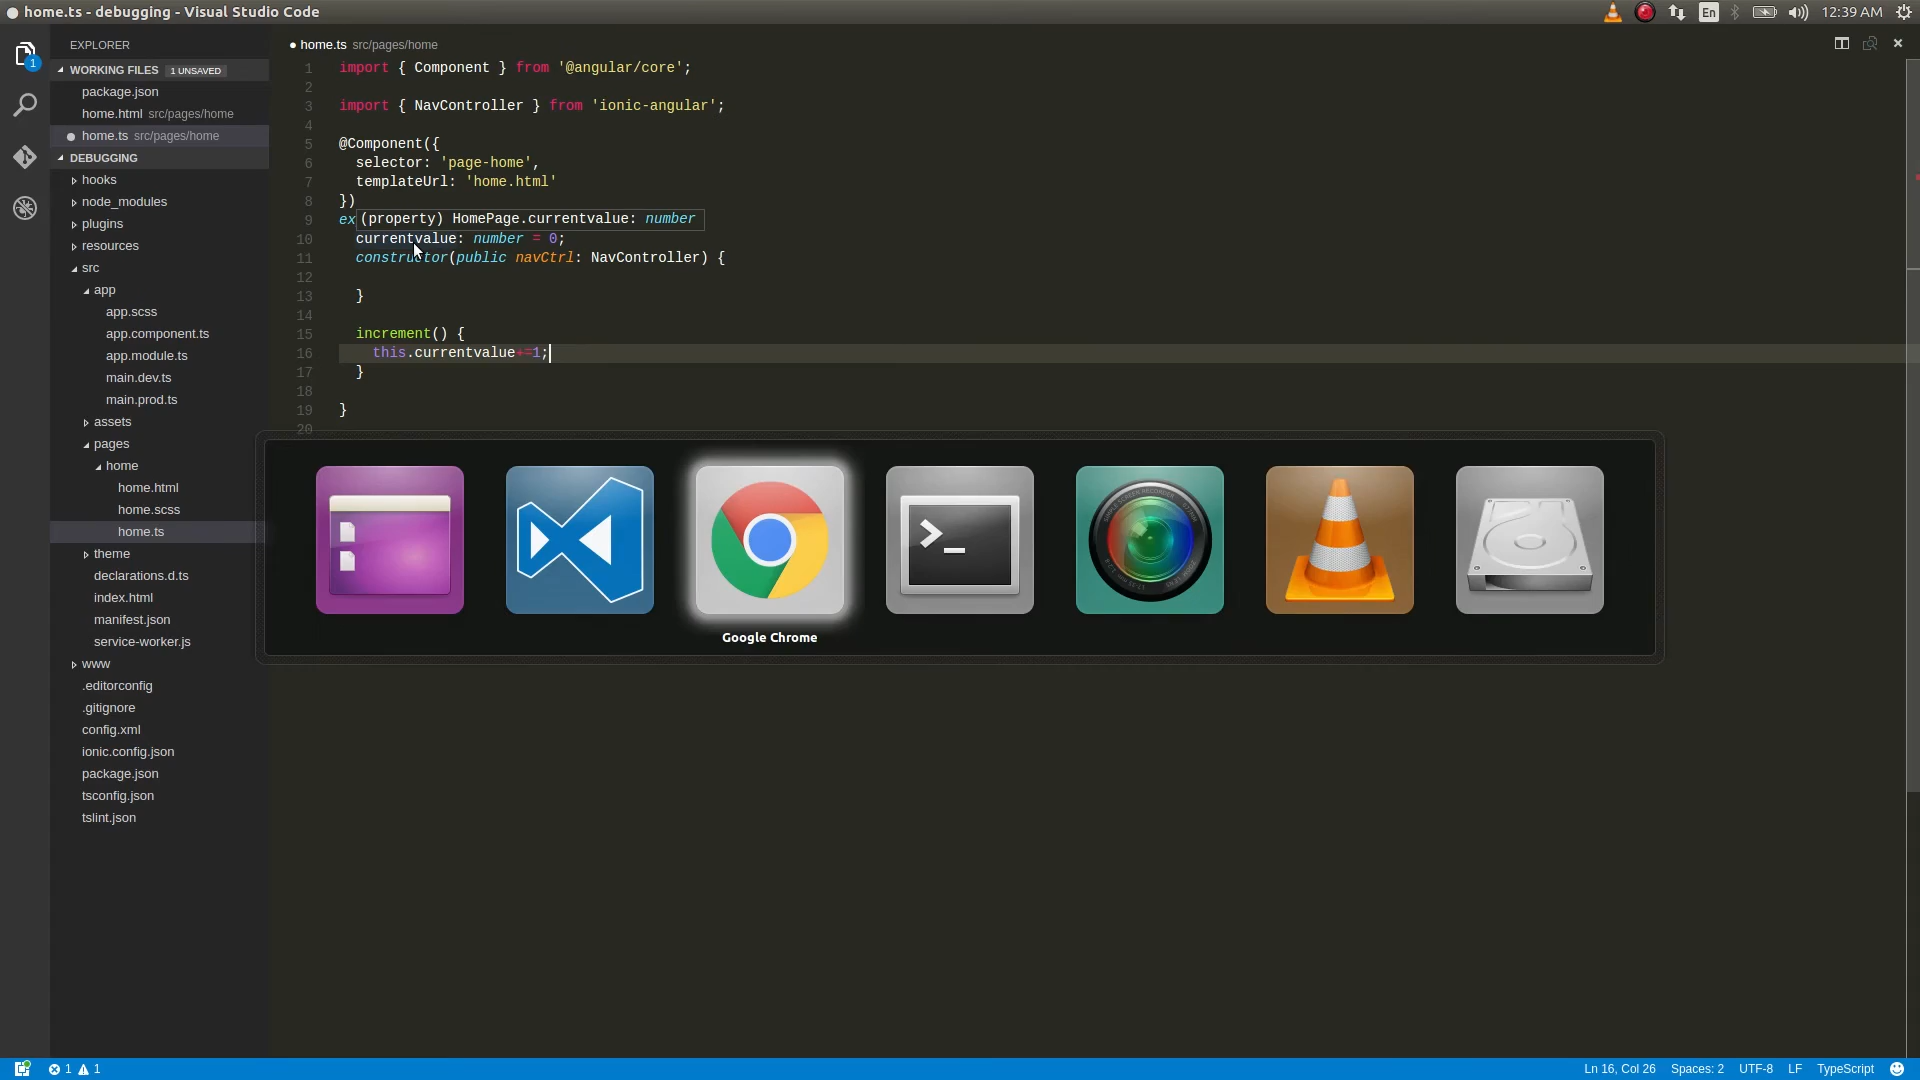 ● home.ts - debugging - Visual Studio Code
En
12:39 AM
EXPLORER
WORKING FILES 1 UNSAVED
package.json
home.html src/pages/home
home.ts src/pages/home
DEBUGGING
hooks
node_modules
plugins
resources
src
app
app.scss
app.component.ts
app.module.ts
main.dev.ts
main.prod.ts
assets
pages
home
home.html
home.scss
home.ts
theme
declarations.d.ts
index.html
manifest.json
service-worker.js
www
.editorconfig
.gitignore
config.xml
ionic.config.json
package.json
tsconfig.json
tslint.json
1
● home.ts src/pages/home
1 import { Component } from '@angular/core';
2
3 import { NavController } from 'ionic-angular';
4
5 @Component({
6 selector: 'page-home',
7 templateUrl: 'home.html'
8 })
9 ex (property) HomePage.currentvalue: number
10 currentvalue: number = 0;
11 constructor(public navCtrl: NavController) {
12
13 }
14
15 increment() {
16 this.currentvalue+=1;
17 }
18
19 }
20
Google Chrome
1 1
Ln 16, Col 26 Spaces: 2 UTF-8 LF TypeScript